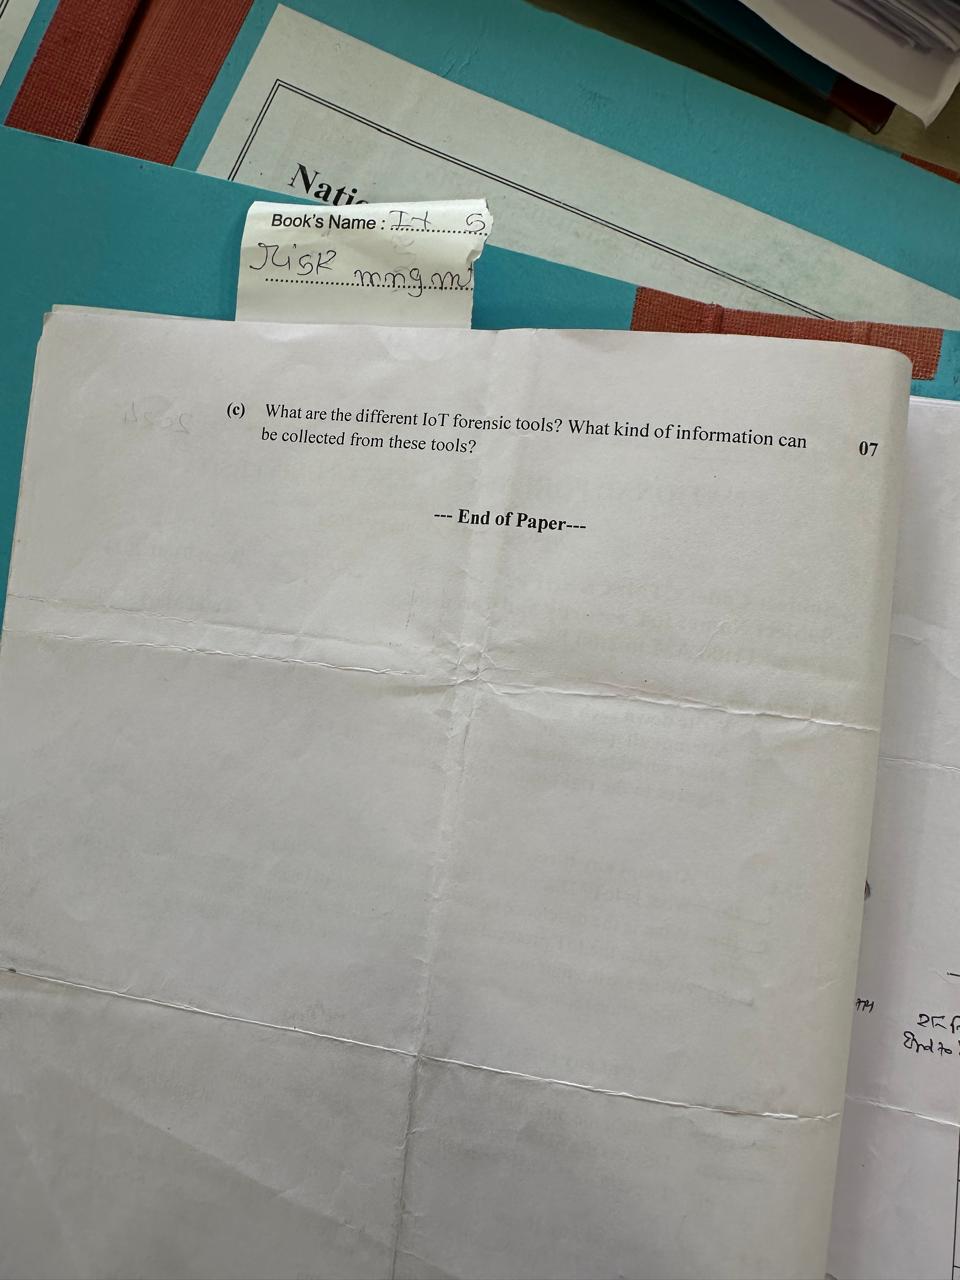 Natio
Book's Name : It S
Risk mngmt
(c) What are the different IoT forensic tools? What kind of information can 07
be collected from these tools?
--- End of Paper---